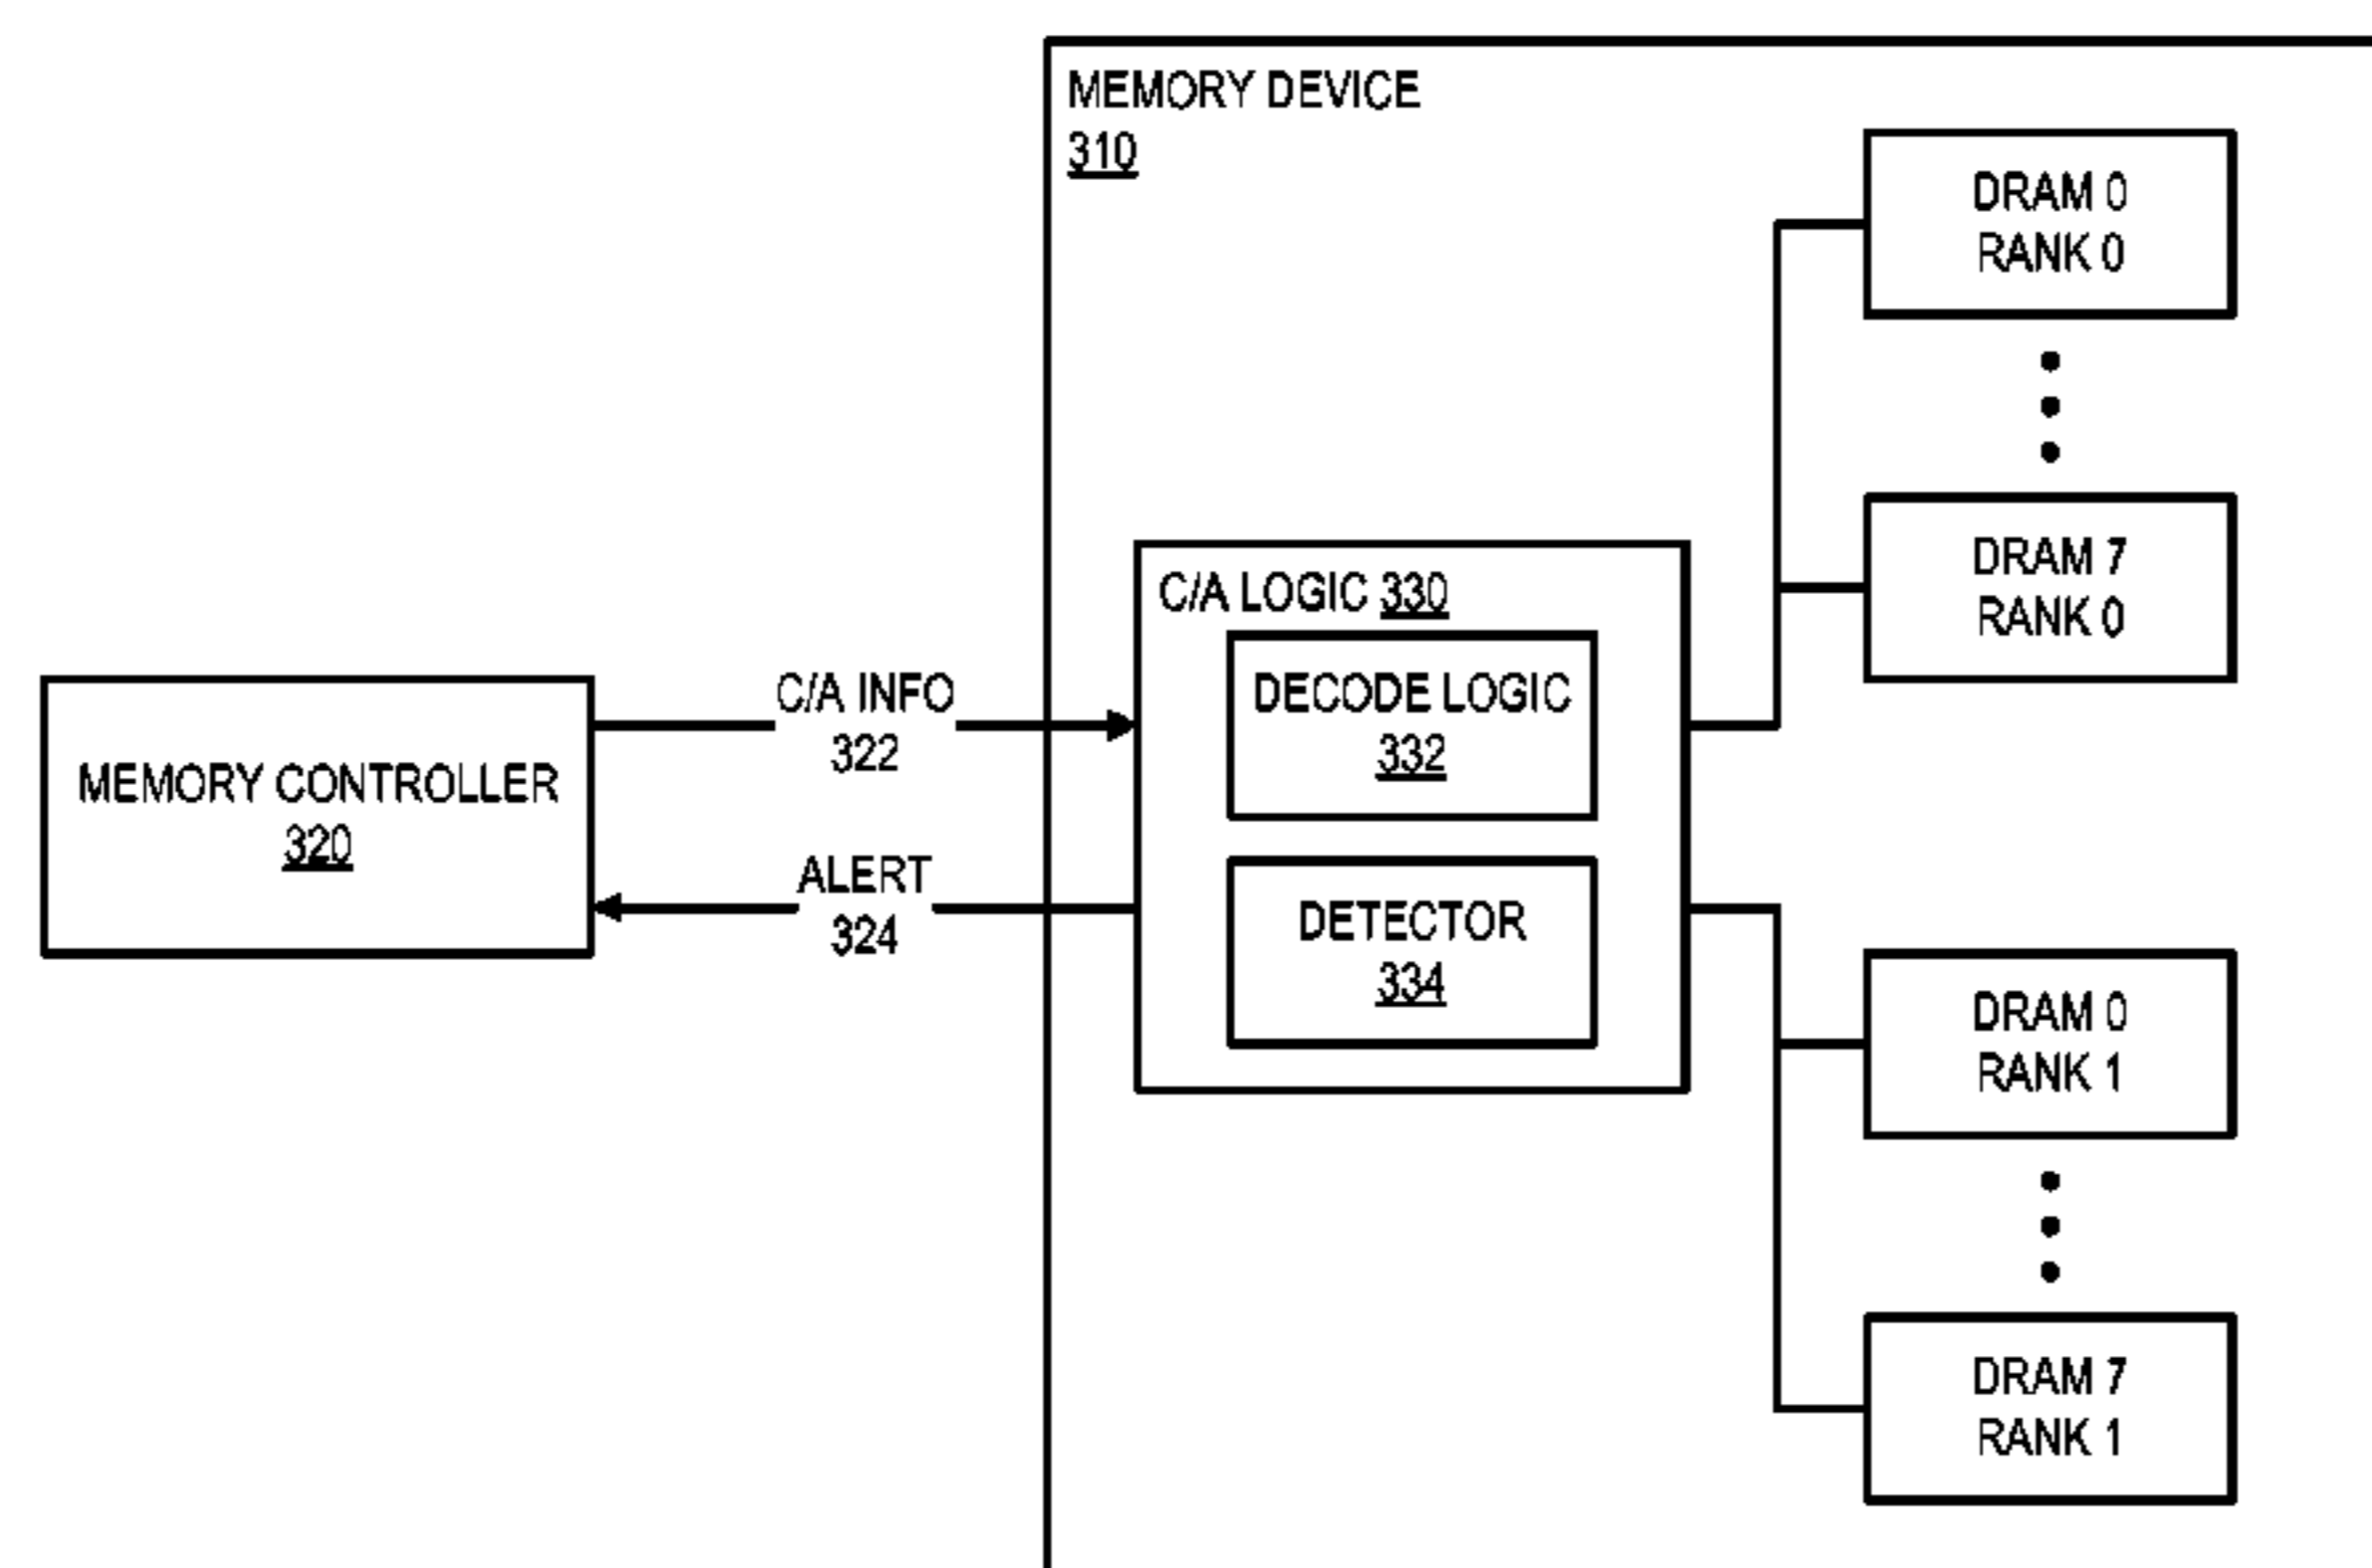 MEMORY DEVICE
310
DRAM 0
RANK 0
DRAM 7
RANK 0
C/A LOGIC 330
DECODE LOGIC
332
C/A INFO
322
MEMORY CONTROLLER
320
ALERT
324
DETECTOR
334
DRAM 0
RANK 1
DRAM 7
RANK 1